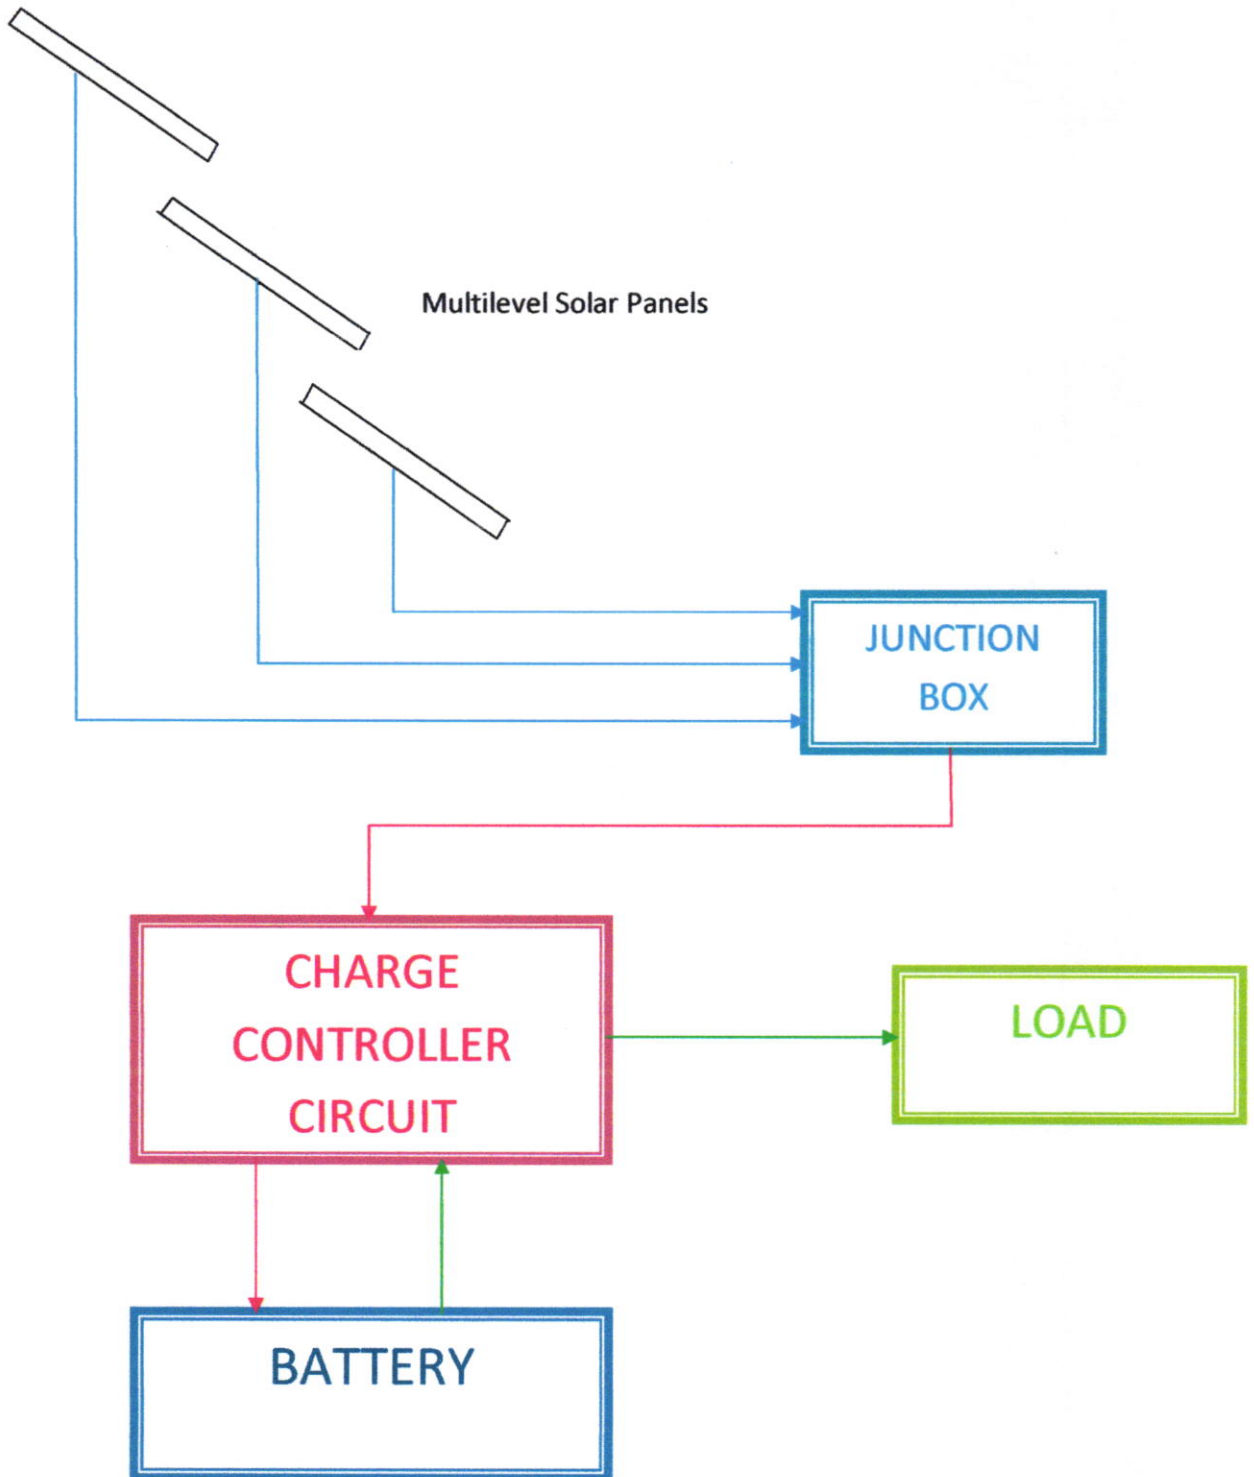 Multilevel Solar Panels
JUNCTION
BOX
CHARGE
CONTROLLER
CIRCUIT
LOAD
BATTERY